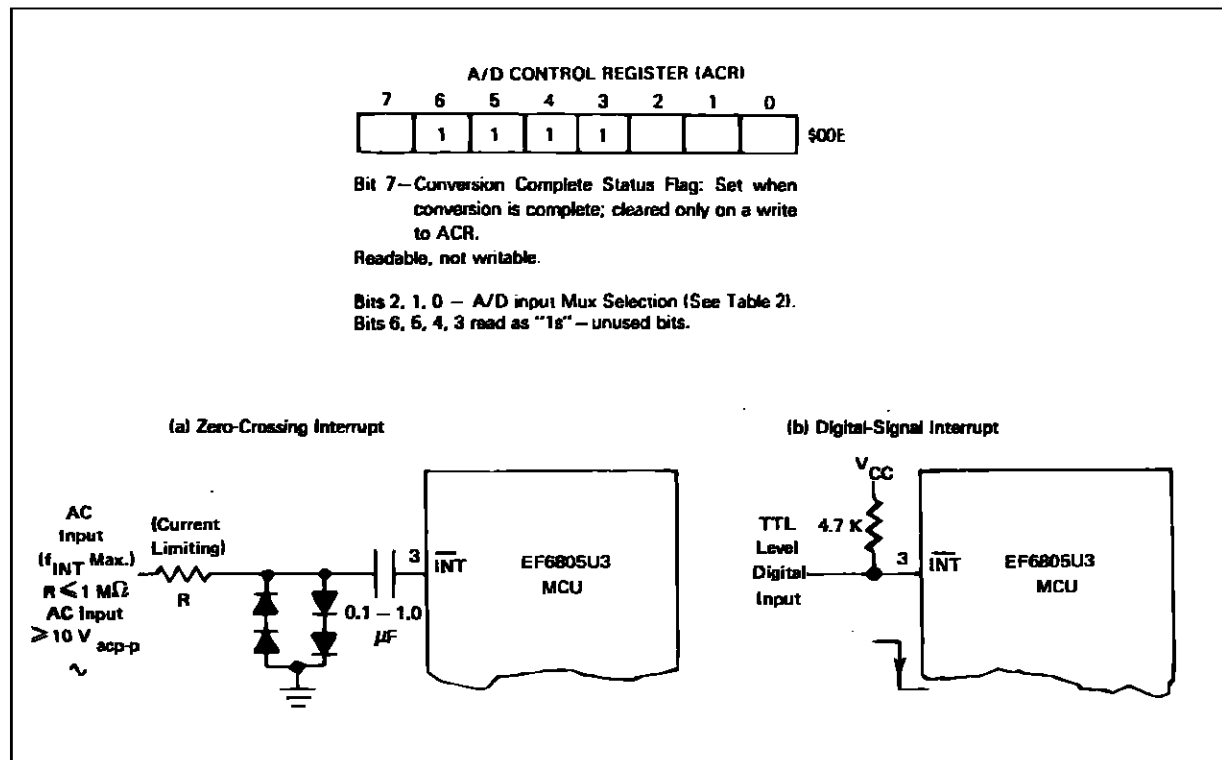 A/D CONTROL REGISTER (ACR)
7 6 5 4 3 2 1 0
1 1 1 1 $00E
Bit 7—Conversion Complete Status Flag: Set when
conversion is complete; cleared only on a write
to ACR.
Readable, not writable.
Bits 2, 1, 0 — A/D input Mux Selection (See Table 2).
Bits 6, 6, 4, 3 read as "1s" — unused bits.
(a) Zero-Crossing Interrupt
AC
Input
(fINT Max.)
R ≤ 1 MΩ
AC Input
≥ 10 Vacp-p
∿
(Current
Limiting)
R
0.1 – 1.0
µF
3
INT
EF6805U3
MCU
(b) Digital-Signal Interrupt
VCC
4.7 K
TTL
Level
Digital
Input
3
INT
EF6805U3
MCU